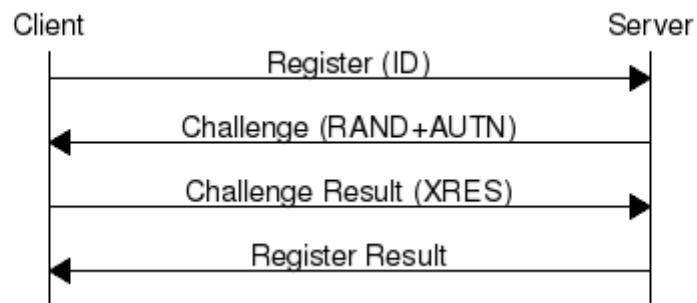 Client Server
Register (ID)
Challenge (RAND+AUTN)
Challenge Result (XRES)
Register Result